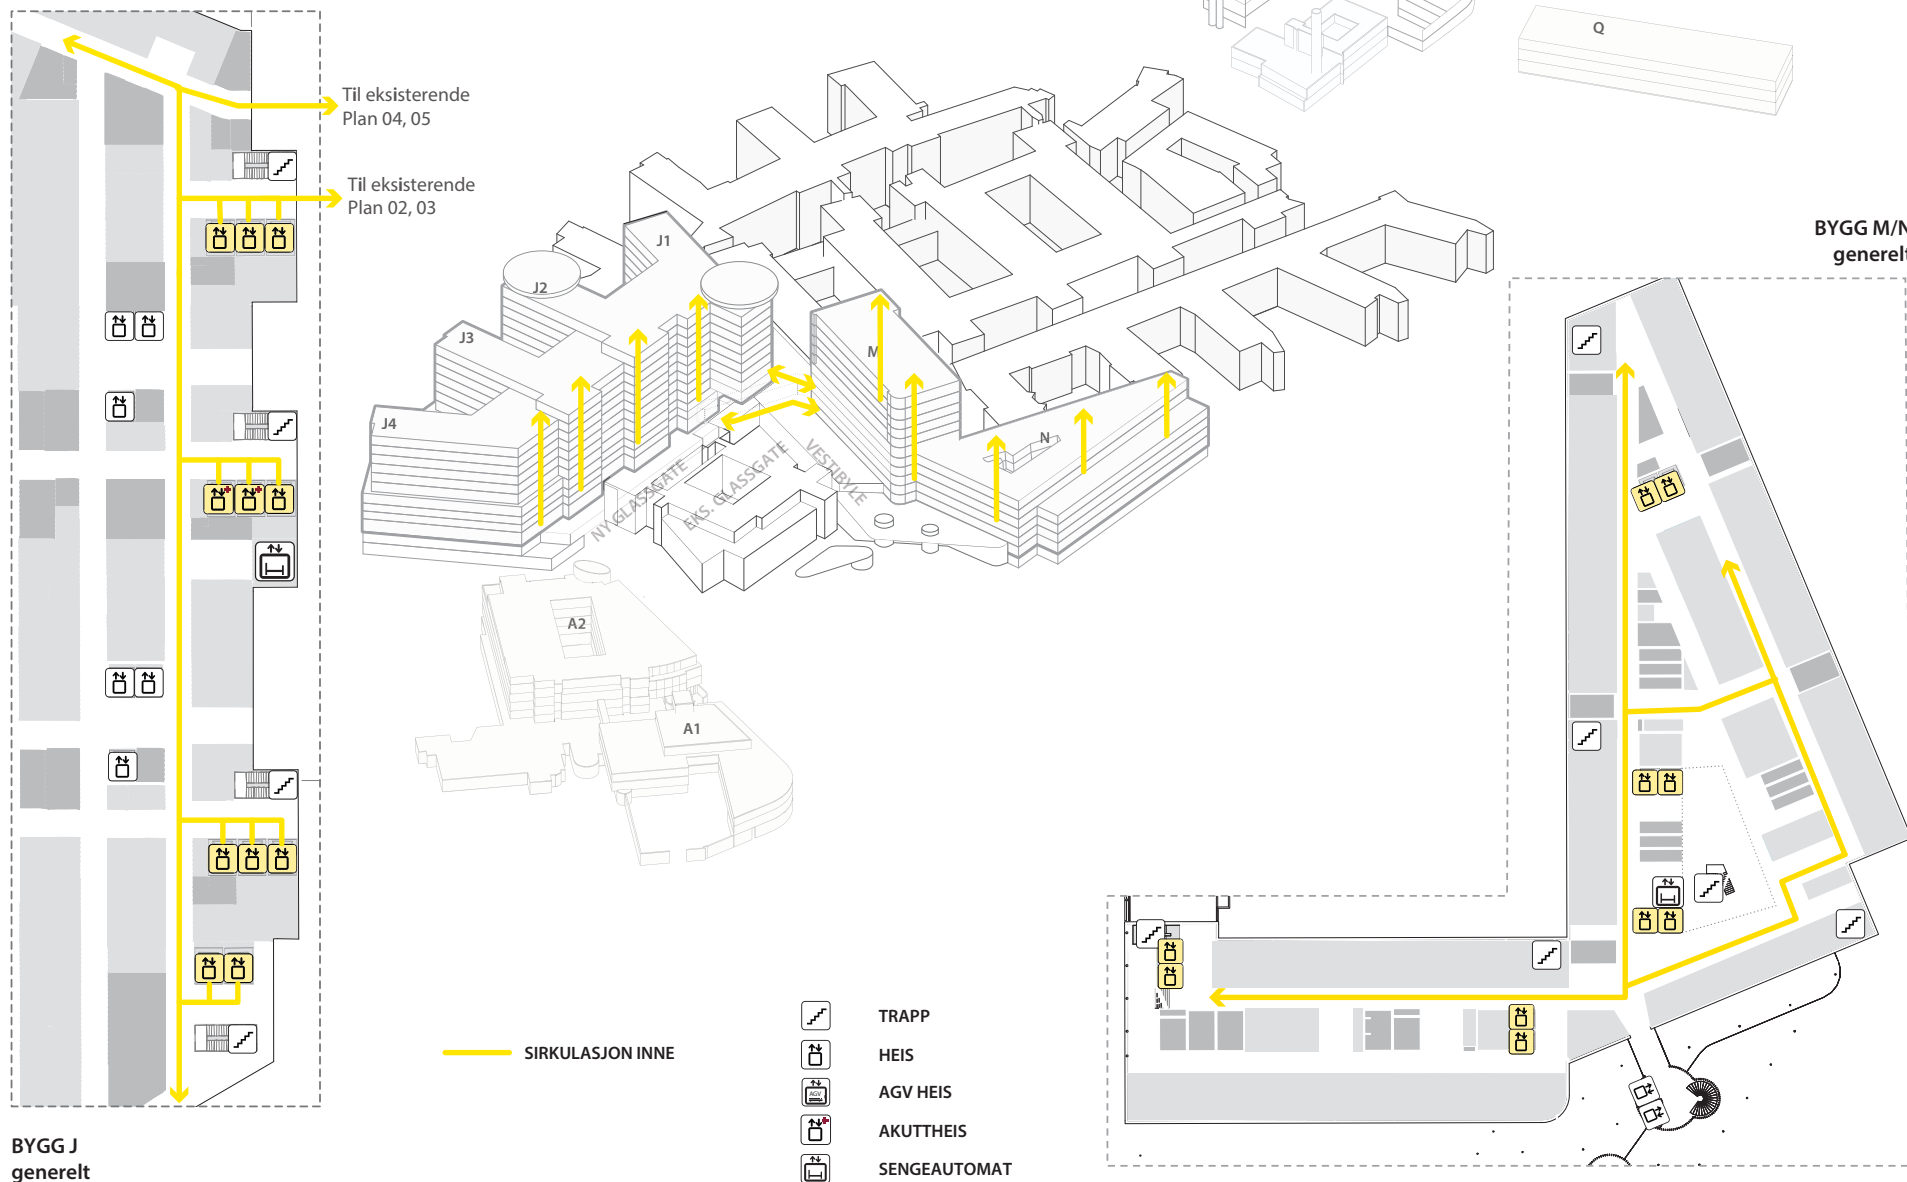 Til eksisterende
Plan 04, 05
Til eksisterende
Plan 02, 03
BYGG J
generelt
Q
J1
J2
J3
J4
M
N
NY GLASSGATE
EKS. GLASSGATE
VESTIBYLE
A2
A1
BYGG M/N
generelt
SIRKULASJON INNE
TRAPP
HEIS
AGV
AGV HEIS
AKUTTHEIS
SENGEAUTOMAT